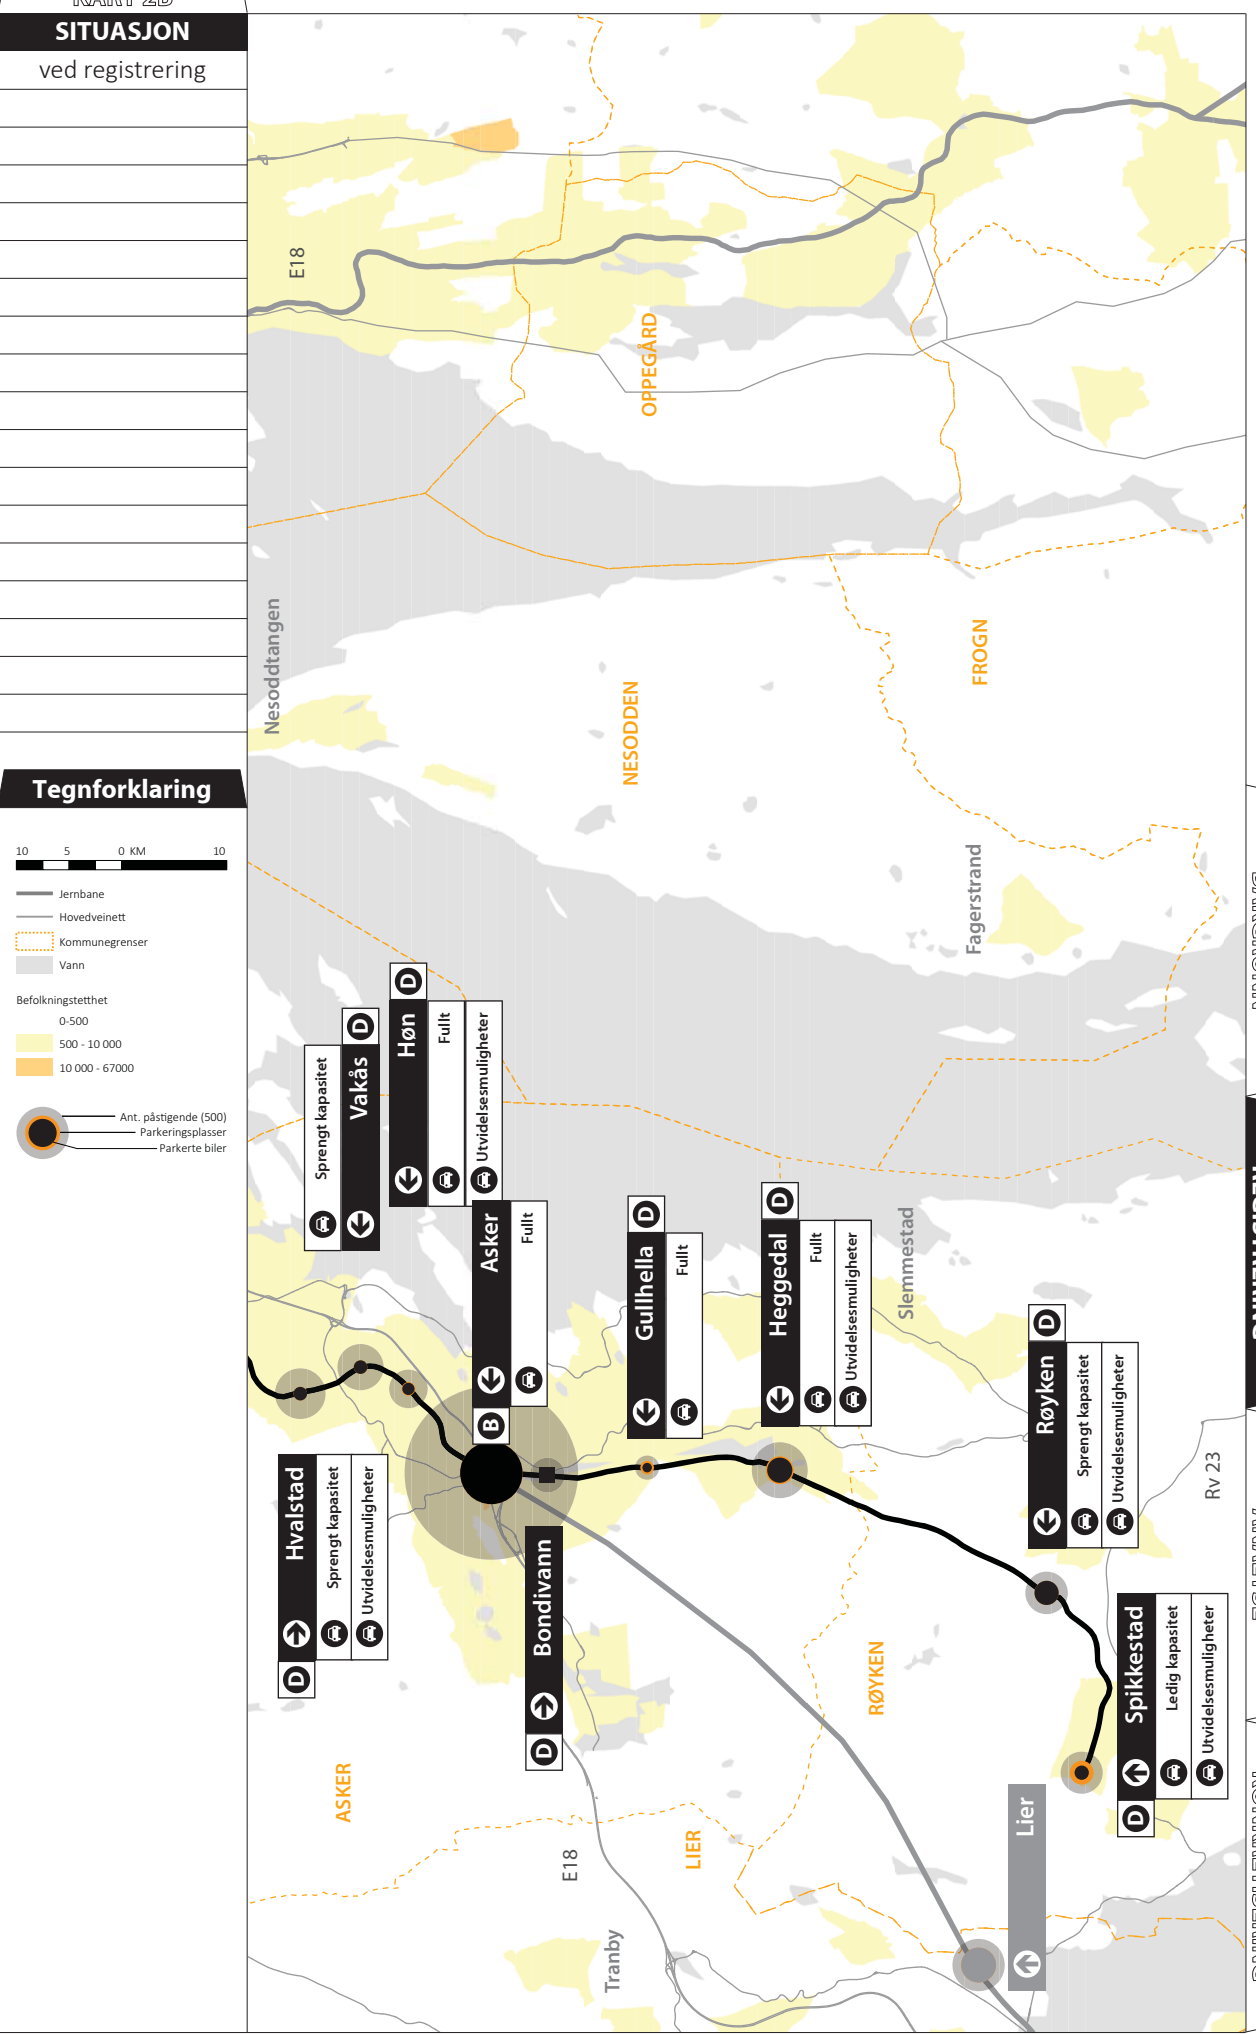 KART 2B
SITUASJON
ved registrering
Tegnforklaring
10 5 0 KM 10
Jernbane
Hovedveinett
Kommunegrenser
Vann
Befolkningstetthet
0-500
500 - 10 000
10 000 - 67000
Ant. påstigende (500)
Parkeringsplasser
Parkerte biler
E18
OPPEGÅRD
Nesoddtangen
NESODDEN
FROGN
Fagerstrand
Vakås D
Sprengt kapasitet
Høn D
Fullt
Utvidelsesmuligheter
B Asker
Fullt
Gullhella D
Fullt
Heggedal D
Fullt
Utvidelsesmuligheter
Slemmestad
Røyken D
Sprengt kapasitet
Utvidelsesmuligheter
Rv 23
D Hvalstad
Sprengt kapasitet
Utvidelsesmuligheter
D Bondivann
RØYKEN
D Spikkestad
Ledig kapasitet
Utvidelsesmuligheter
ASKER
LIER
E18
Lier
Tranby